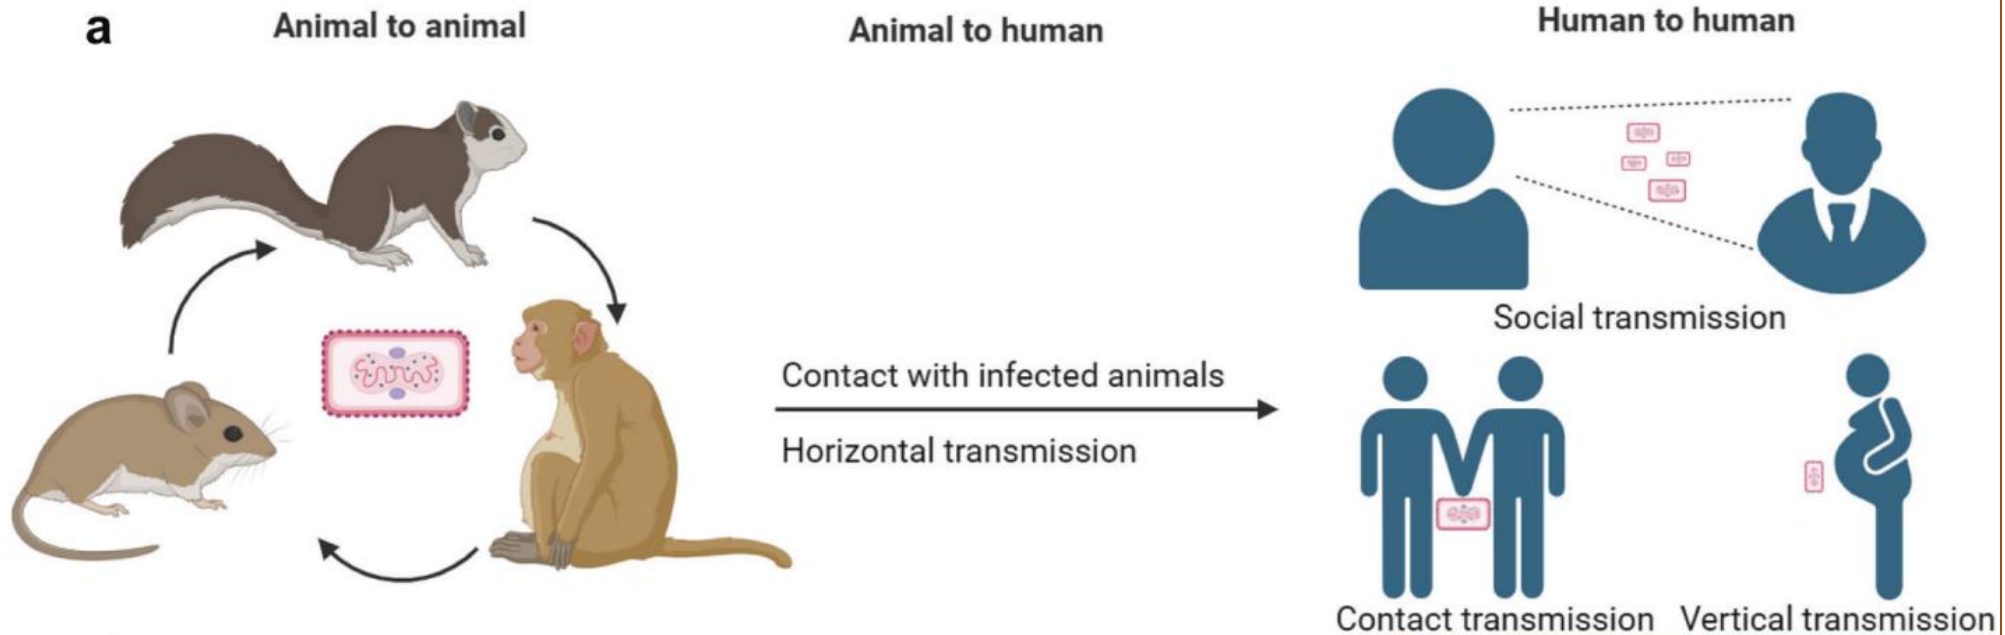 a
Animal to animal
Animal to human
Human to human
Social transmission
Contact with infected animals
Horizontal transmission
Contact transmission
Vertical transmission